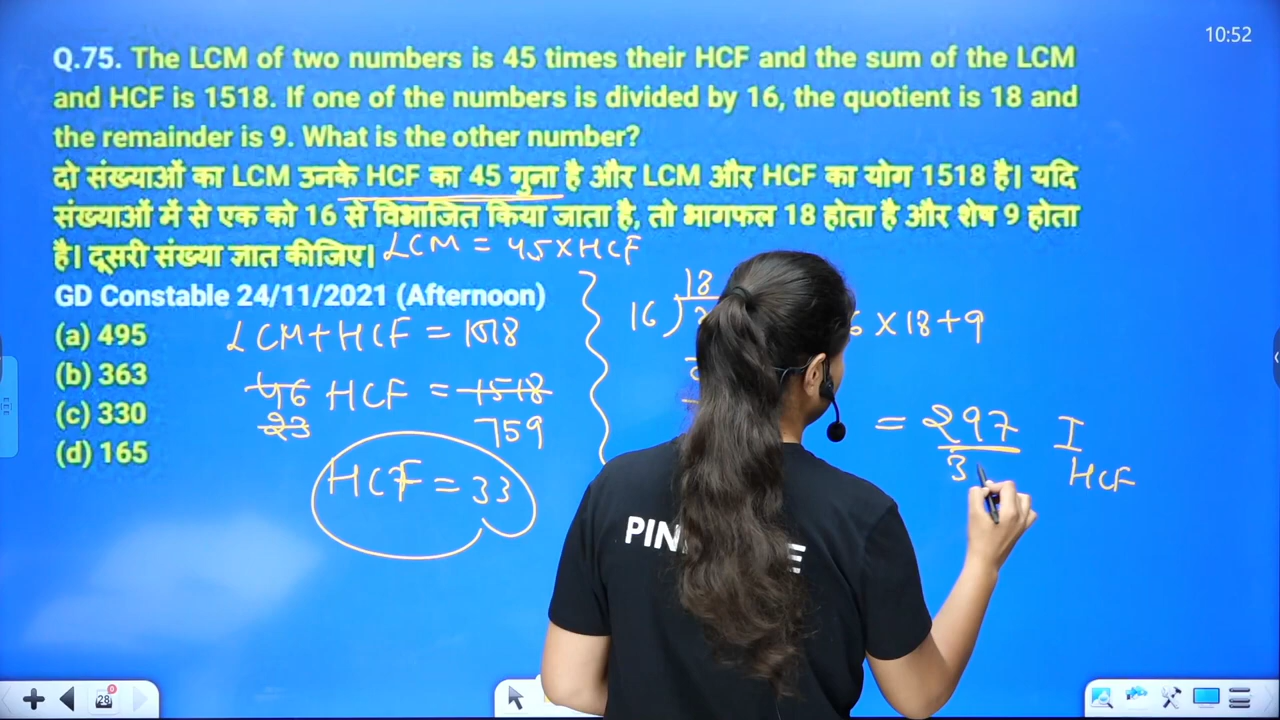 10:52
Q.75. The LCM of two numbers is 45 times their HCF and the sum of the LCM
and HCF is 1518. If one of the numbers is divided by 16, the quotient is 18 and
the remainder is 9. What is the other number?
दो संख्याओं का LCM उनके HCF का 45 गुना है और LCM और HCF का योग 1518 है। यदि
संख्याओं में से एक को 16 से विभाजित किया जाता है, तो भागफल 18 होता है और शेष 9 होता
है। दूसरी संख्या ज्ञात कीजिए।
LCM = 45×HCF
GD Constable 24/11/2021 (Afternoon)
(a) 495
(b) 363
(c) 330
(d) 165
LCM+HCF = 1518
46 HCF = 1518
23 759
HCF = 33
18
16)
6 × 18+9
= 297 I
3 HCF
PIN E
28